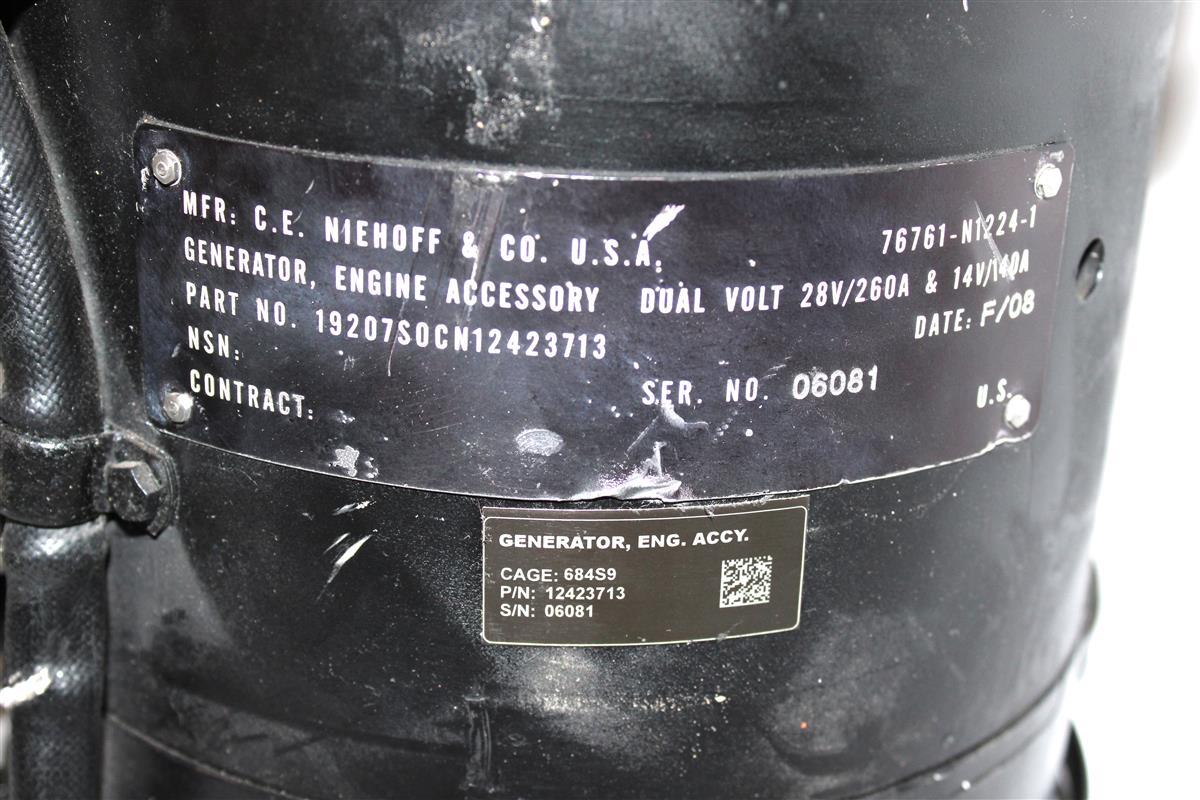 MFR: C.E. NIEHOFF & CO. U.S.A. 76761-N1224-1
GENERATOR, ENGINE ACCESSORY DUAL VOLT 28V/260A & 14V/140A
PART NO. 19207SOCN12423713 DATE: F/08
NSN:
CONTRACT: SER. NO. 06081 U.S.
GENERATOR, ENG. ACCY.
CAGE: 684S9
P/N: 12423713
S/N: 06081